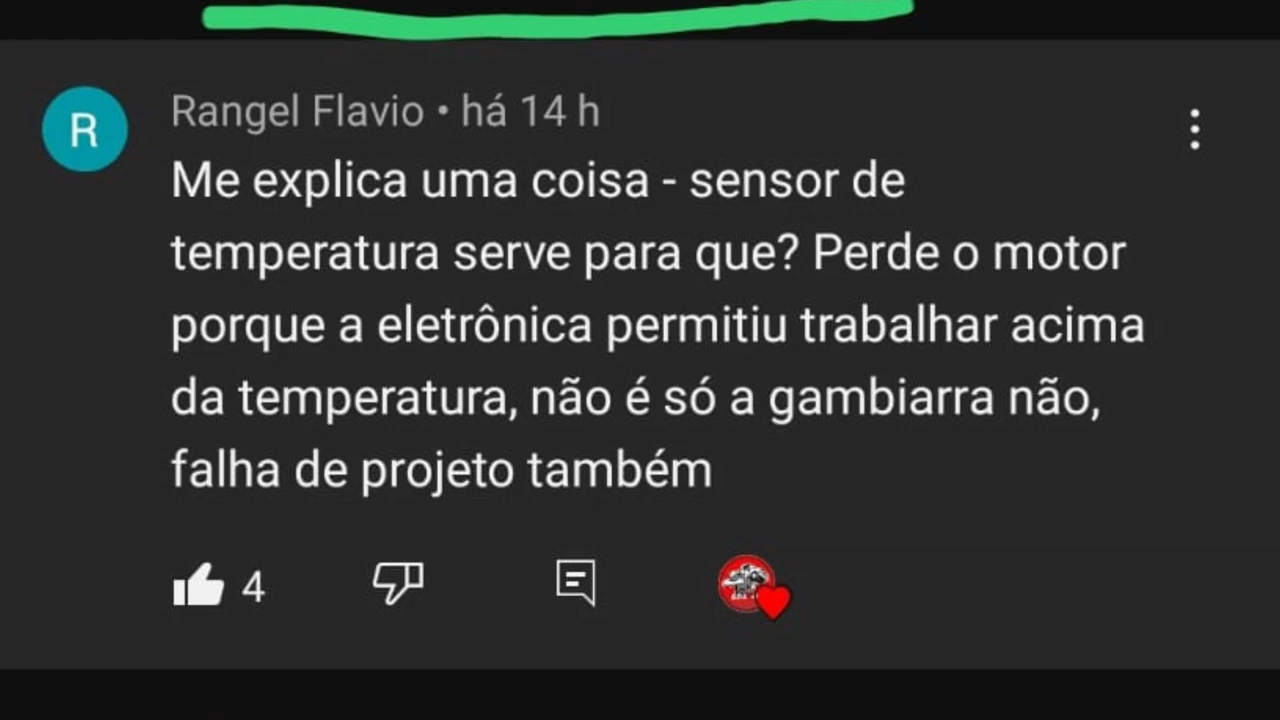 R
Rangel Flavio • há 14 h
Me explica uma coisa - sensor de
temperatura serve para que? Perde o motor
porque a eletrônica permitiu trabalhar acima
da temperatura, não é só a gambiarra não,
falha de projeto também
4